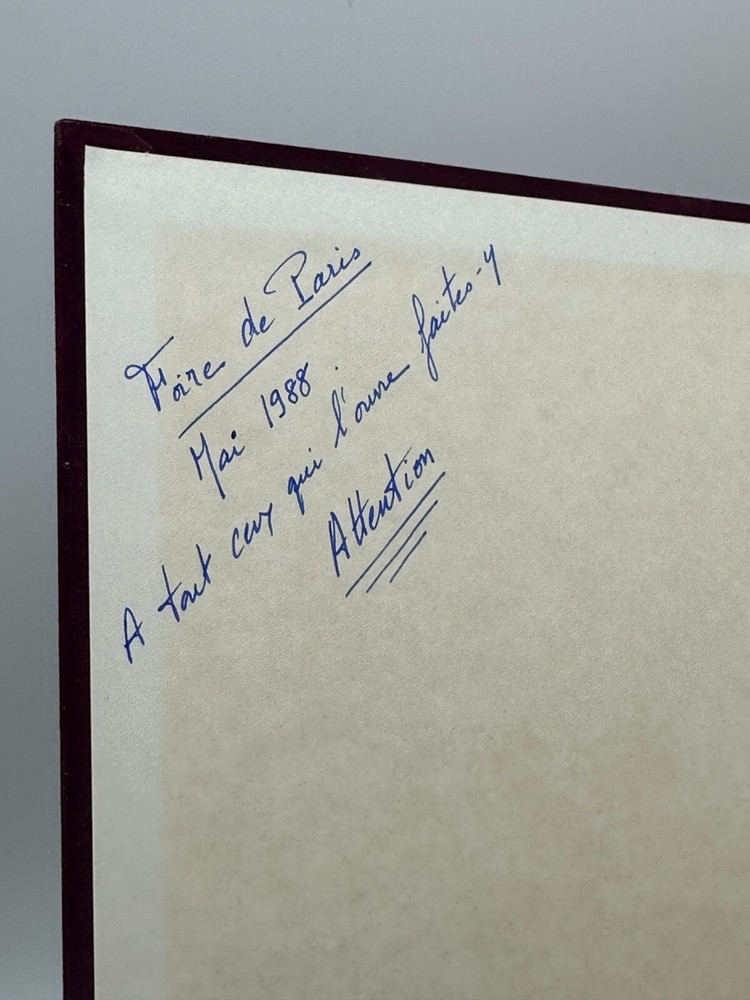 Foire de Paris
Mai 1988
A tout ceux qui l'ouvre faites-y
Attention